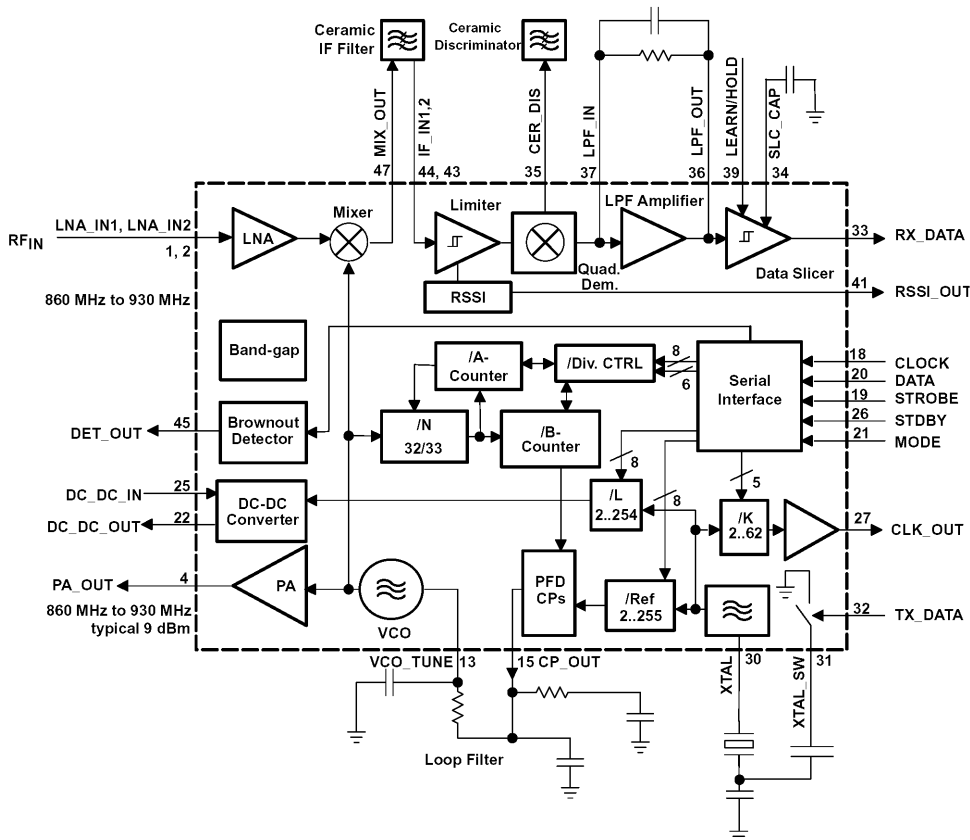 Ceramic
IF Filter
Ceramic
Discriminator
MIX_OUT
IF_IN1,2
CER_DIS
LPF_IN
LPF_OUT
LEARN/HOLD
SLC_CAP
47
44, 43
35
37
36
39
34
RFIN
LNA_IN1, LNA_IN2
1, 2
LNA
Mixer
Limiter
LPF Amplifier
Quad.
Dem.
Data Slicer
33
RX_DATA
RSSI
41
RSSI_OUT
860 MHz to 930 MHz
Band-gap
/A-
Counter
/Div. CTRL
8
6
Serial
Interface
18
CLOCK
20
DATA
19
STROBE
26
STDBY
21
MODE
DET_OUT
45
Brownout
Detector
/N
32/33
/B-
Counter
8
8
5
DC_DC_IN
25
DC_DC_OUT
22
DC-DC
Converter
/L
2..254
/K
2..62
27
CLK_OUT
PA_OUT
4
PA
860 MHz to 930 MHz
typical 9 dBm
VCO
PFD
CPs
/Ref
2..255
32
TX_DATA
VCO_TUNE
13
15
CP_OUT
30
31
XTAL
XTAL_SW
Loop Filter